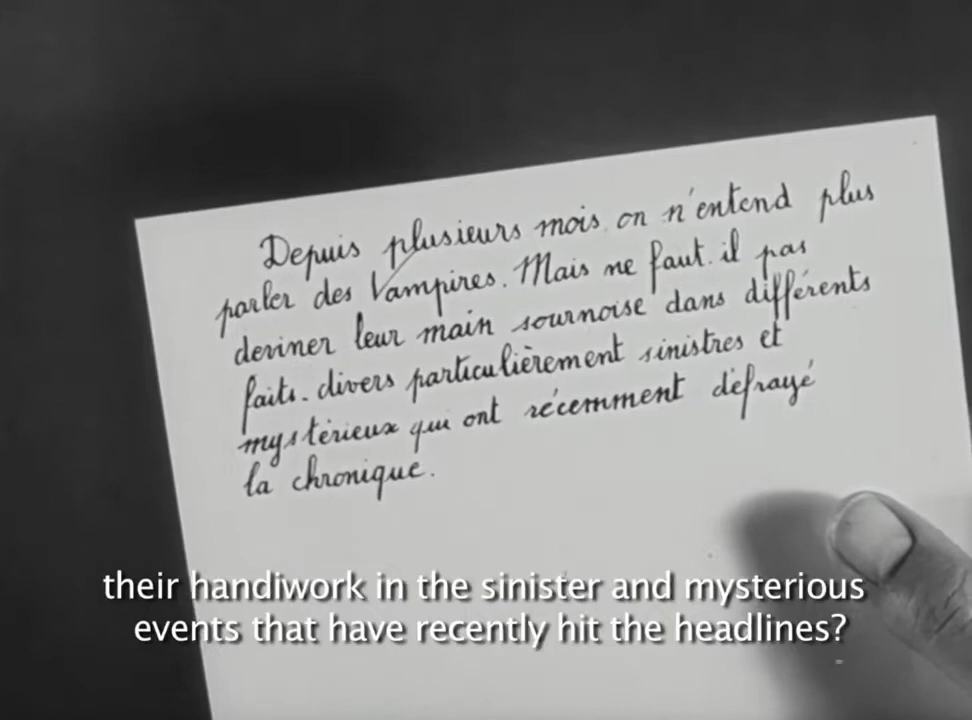 Depuis plusieurs mois on n'entend plus
parler des Vampires. Mais ne faut-il pas
deviner leur main sournoise dans différents
faits-divers particulièrement sinistres et
mystérieux qui ont récemment défrayé
la chronique.
their handiwork in the sinister and mysterious
events that have recently hit the headlines?